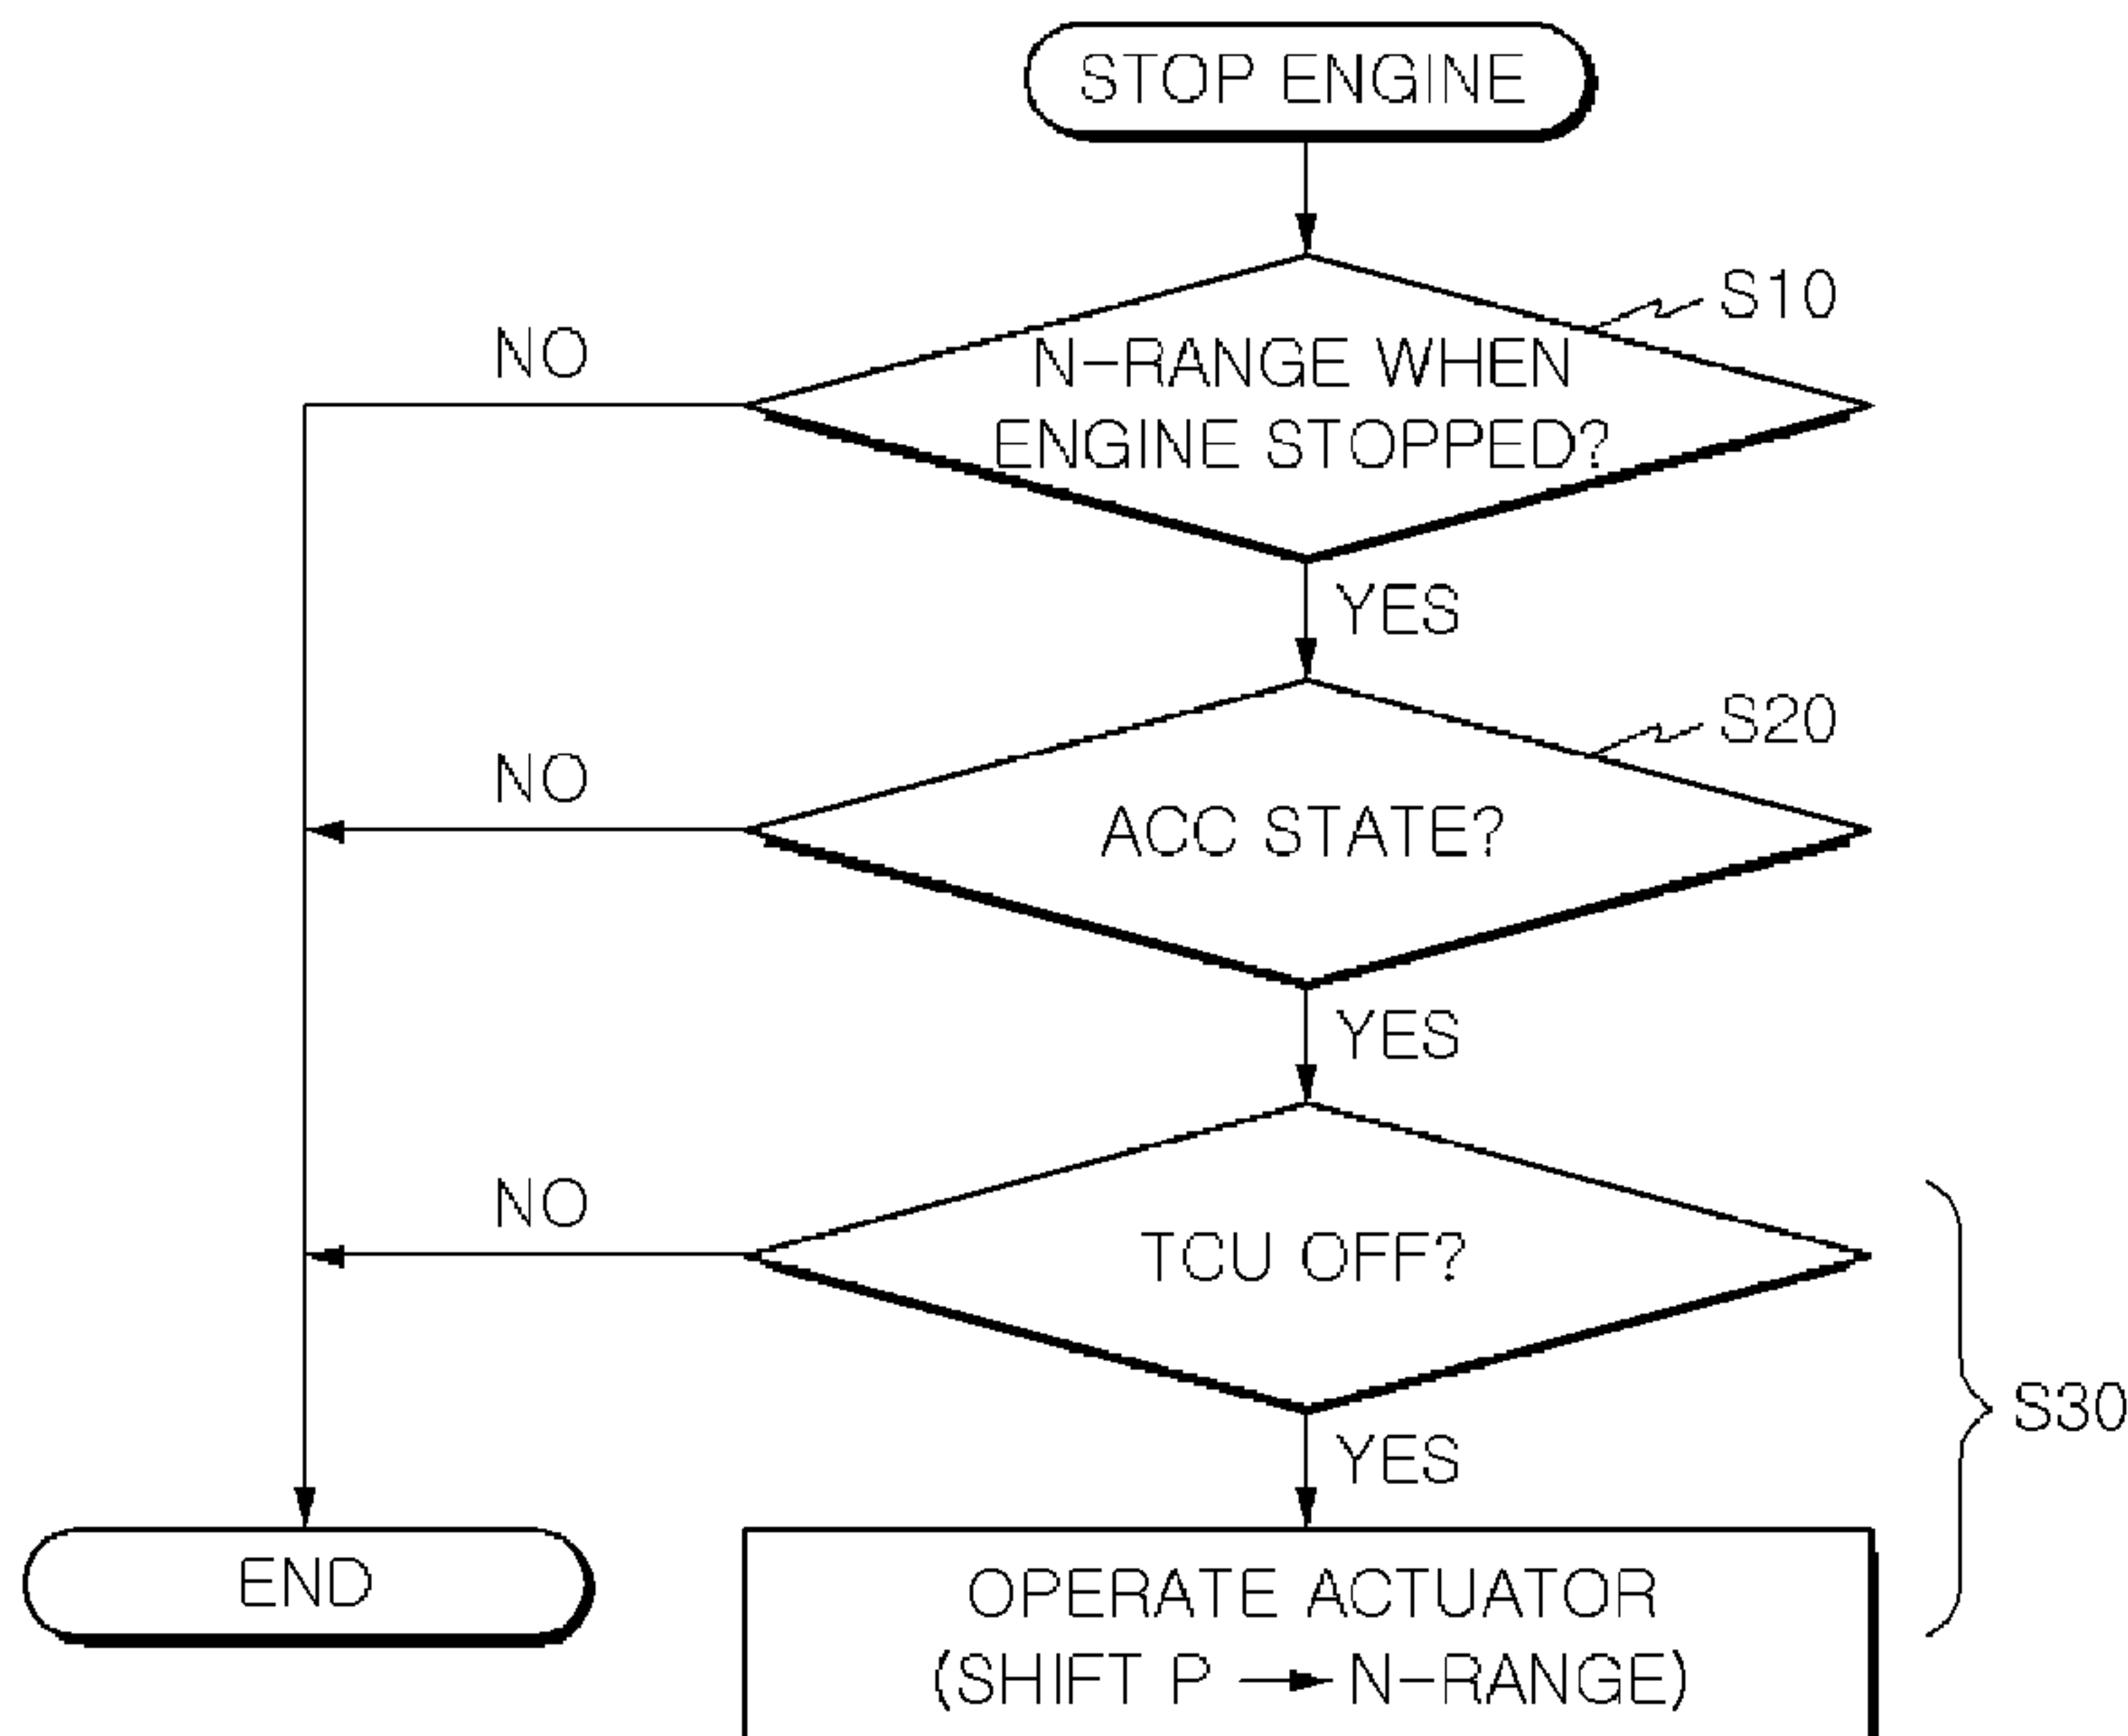 STOP ENGINE
S10
NO
N-RANGE WHEN
ENGINE STOPPED?
YES
S20
NO
ACC STATE?
YES
NO
TCU OFF?
S30
YES
END
OPERATE ACTUATOR
(SHIFT P → N-RANGE)